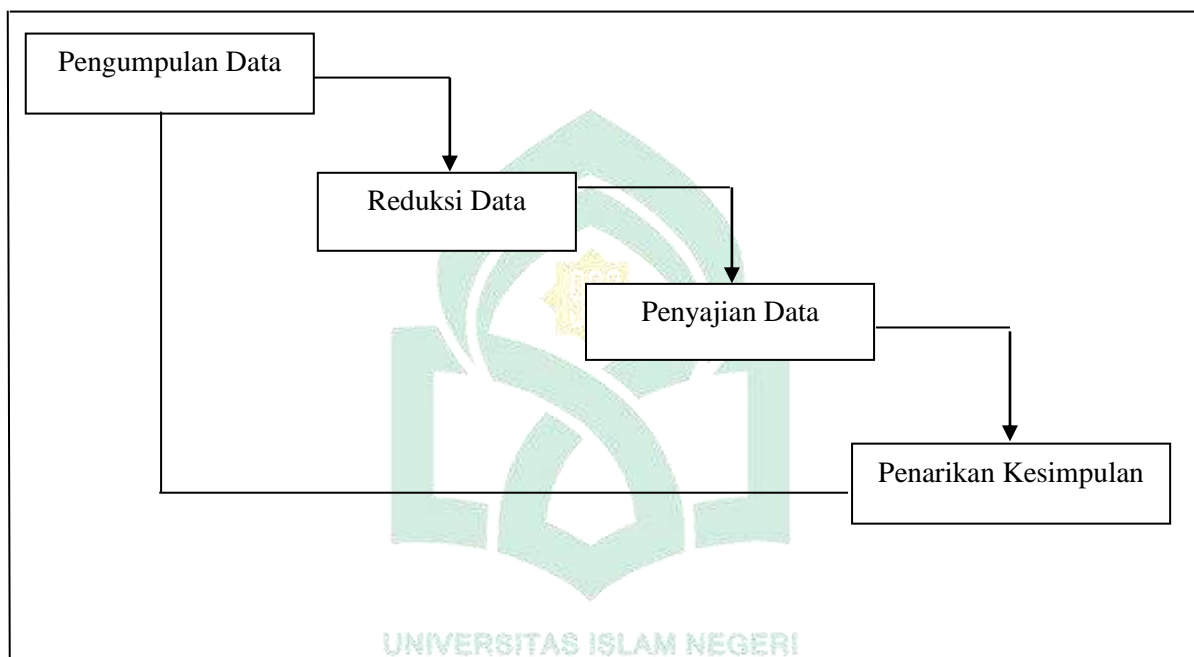 Pengumpulan Data
Reduksi Data
Penyajian Data
Penarikan Kesimpulan
UNIVERSITAS ISLAM NEGERI